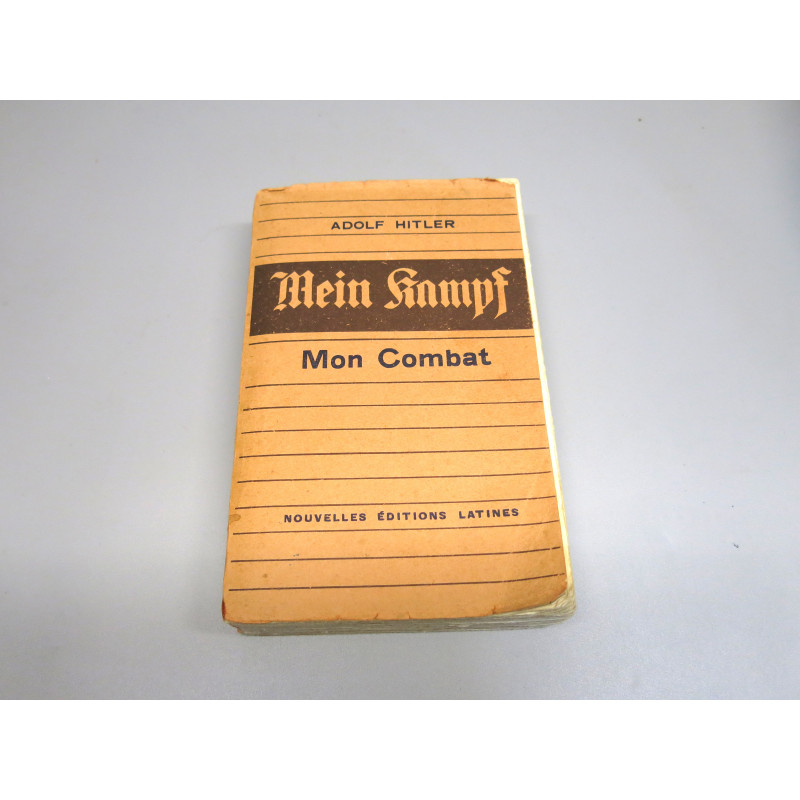 ADOLF HITLER
Mein Kampf
Mon Combat
NOUVELLES ÉDITIONS LATINES